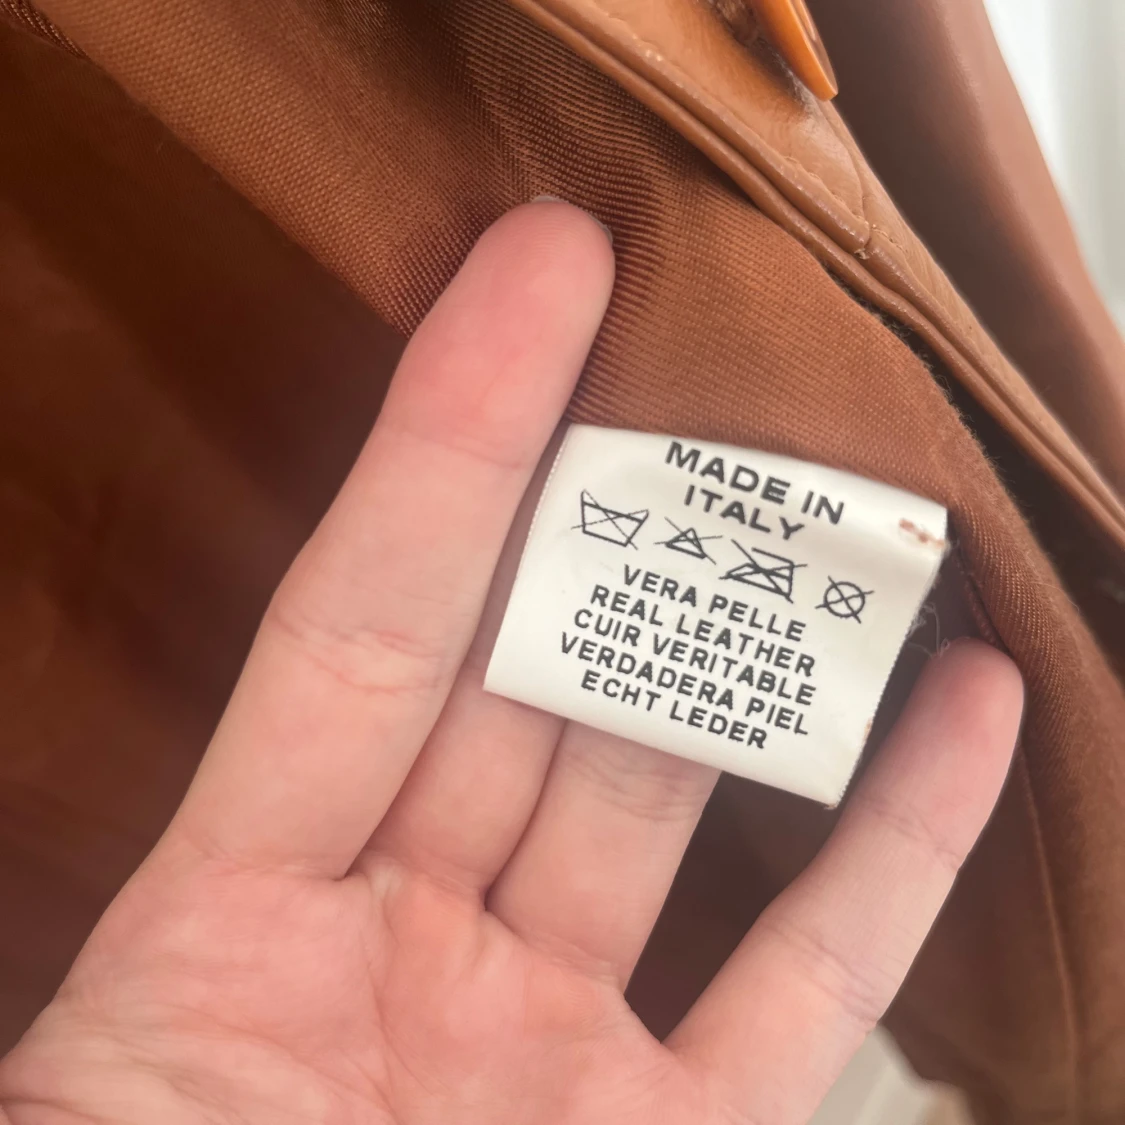 MADE IN
ITALY
VERA PELLE
REAL LEATHER
CUIR VERITABLE
VERDADERA PIEL
ECHT LEDER